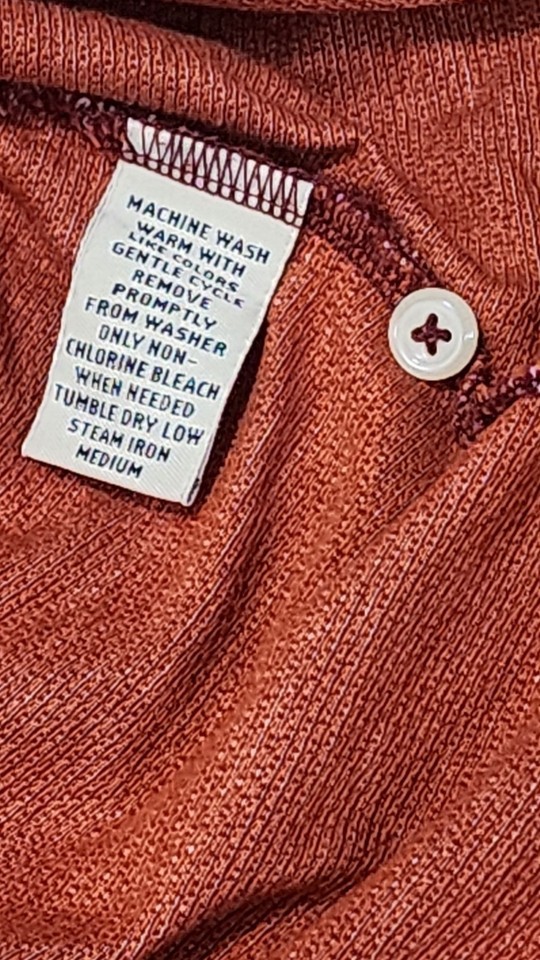 MACHINE WASH
WARM WITH
LIKE COLORS
GENTLE CYCLE
REMOVE
PROMPTLY
FROM WASHER
ONLY NON-
CHLORINE BLEACH
WHEN NEEDED
TUMBLE DRY LOW
STEAM IRON
MEDIUM